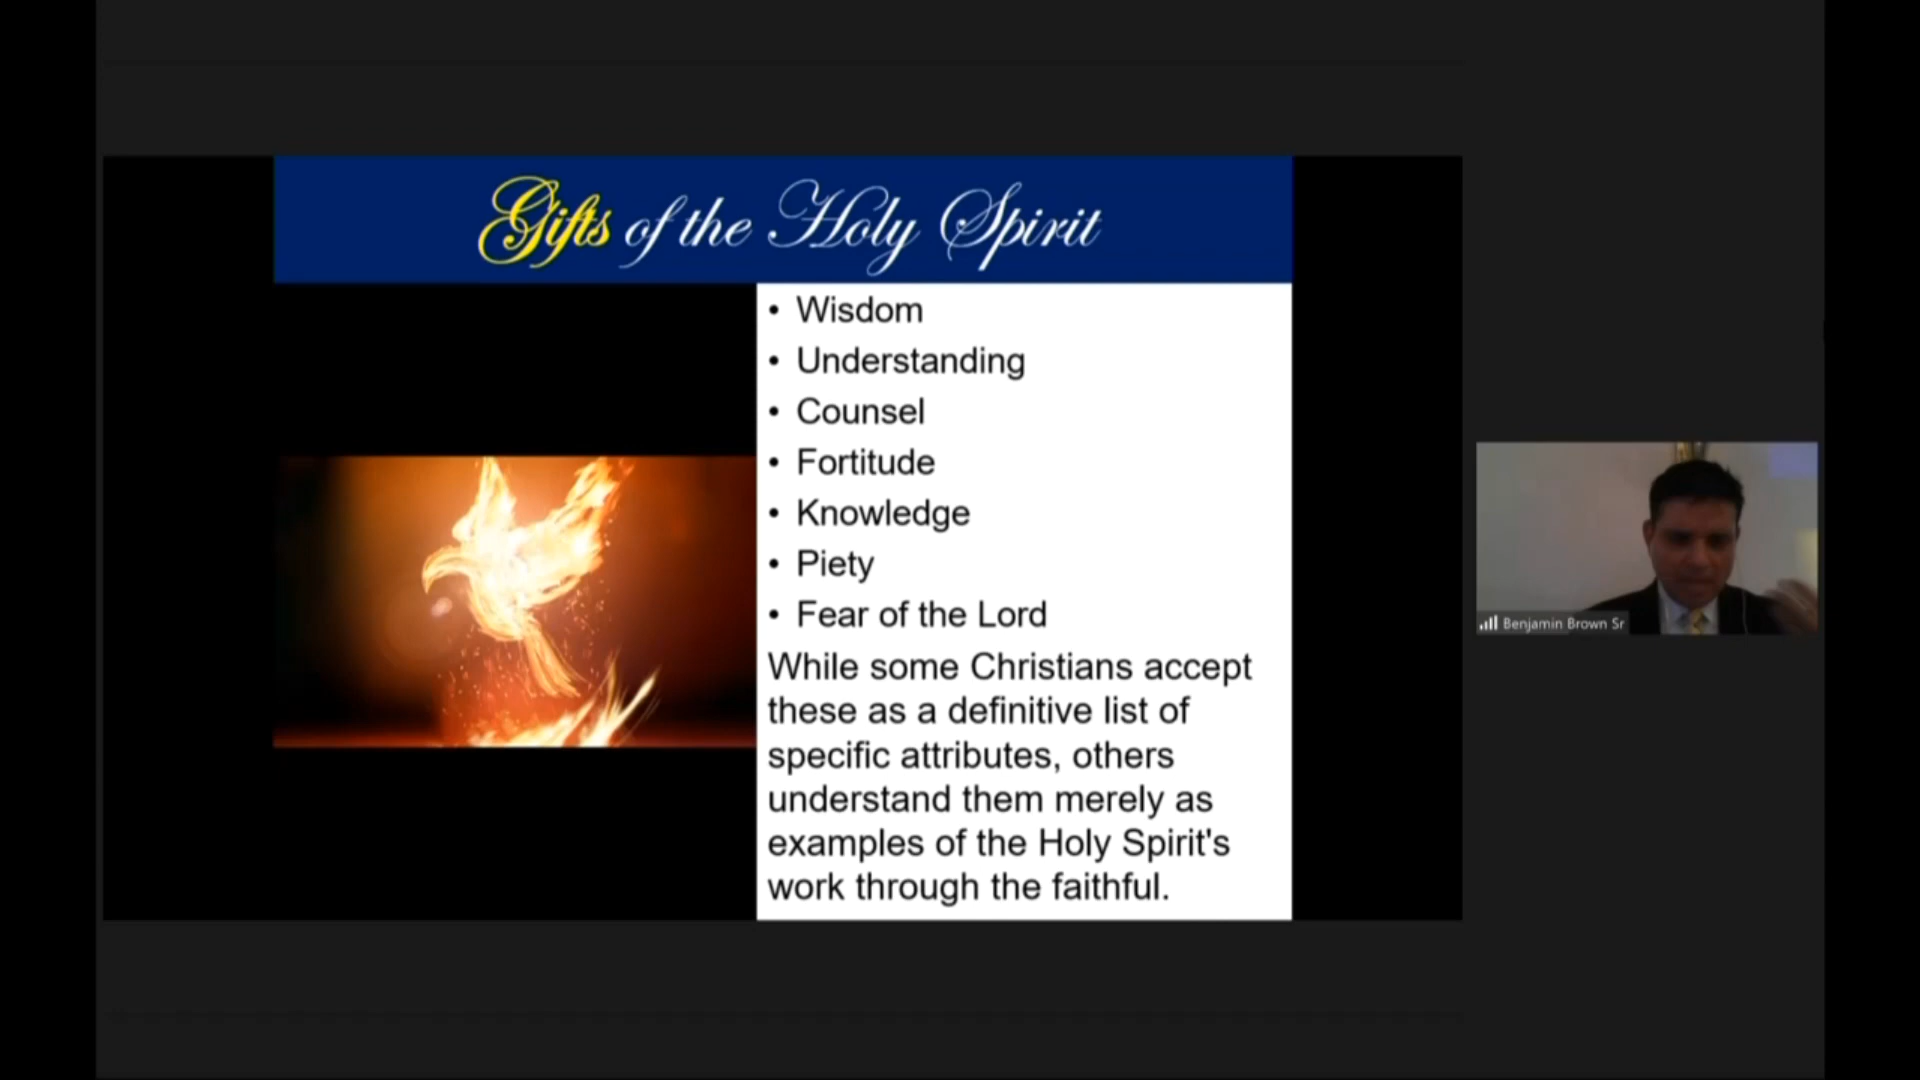 Gifts of the Holy Spirit
• Wisdom
• Understanding
• Counsel
• Fortitude
• Knowledge
• Piety
• Fear of the Lord
While some Christians accept
these as a definitive list of
specific attributes, others
understand them merely as
examples of the Holy Spirit's
work through the faithful.
Benjamin Brown Sr